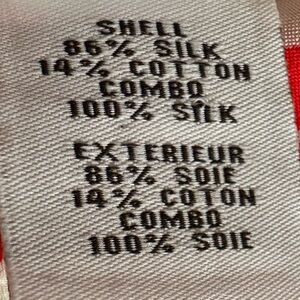 SHELL
86% SILK
14% COTTON
COMBO
100% SILK
EXTERIEUR
86% SOIE
14% COTON
COMBO
100% SOIE